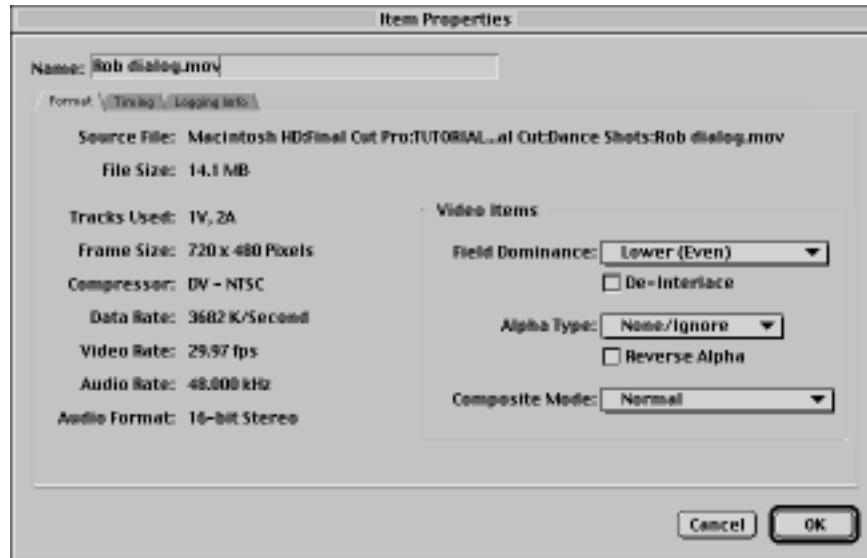 Item Properties
Name: Rob dialog.mov
Format Timing Logging Info
Source File: Macintosh HD:Final Cut Pro:TUTORIAL...al Cut:Dance Shots:Rob dialog.mov
File Size: 14.1 MB
Tracks Used: 1V, 2A
Frame Size: 720 x 480 Pixels
Compressor: DV - NTSC
Data Rate: 3682 K/Second
Video Rate: 29.97 fps
Audio Rate: 48.000 kHz
Audio Format: 16-bit Stereo
Video Items
Field Dominance: Lower (Even)
De-Interlace
Alpha Type: None/Ignore
Reverse Alpha
Composite Mode: Normal
Cancel OK